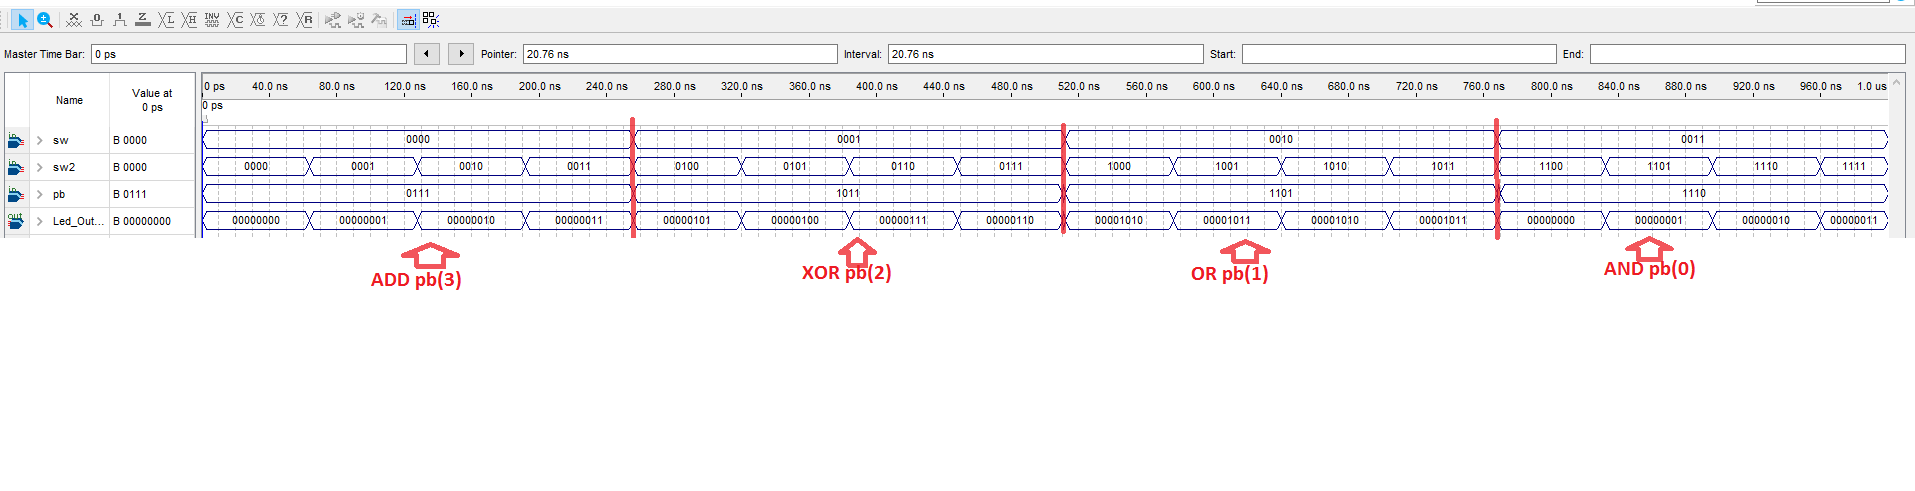 Master Time Bar: 0 ps Pointer: 20.76 ns Interval: 20.76 ns Start: End:
Name Value at 0 ps
0 ps 40.0 ns 80.0 ns 120.0 ns 160.0 ns 200.0 ns 240.0 ns 280.0 ns 320.0 ns 360.0 ns 400.0 ns 440.0 ns 480.0 ns 520.0 ns 560.0 ns 600.0 ns 640.0 ns 680.0 ns 720.0 ns 760.0 ns 800.0 ns 840.0 ns 880.0 ns 920.0 ns 960.0 ns 1.0 us
0 ps
sw B 0000 0000 0001 0010 0011
sw2 B 0000 0000 0001 0010 0011 0100 0101 0110 0111 1000 1001 1010 1011 1100 1101 1110 1111
pb B 0111 0111 1011 1101 1110
Led_Out... B 00000000 00000000 00000001 00000010 00000011 00000101 00000100 00000111 00000110 00001010 00001011 00001010 00001011 00000000 00000001 00000010 00000011
ADD pb(3) XOR pb(2) OR pb(1) AND pb(0)